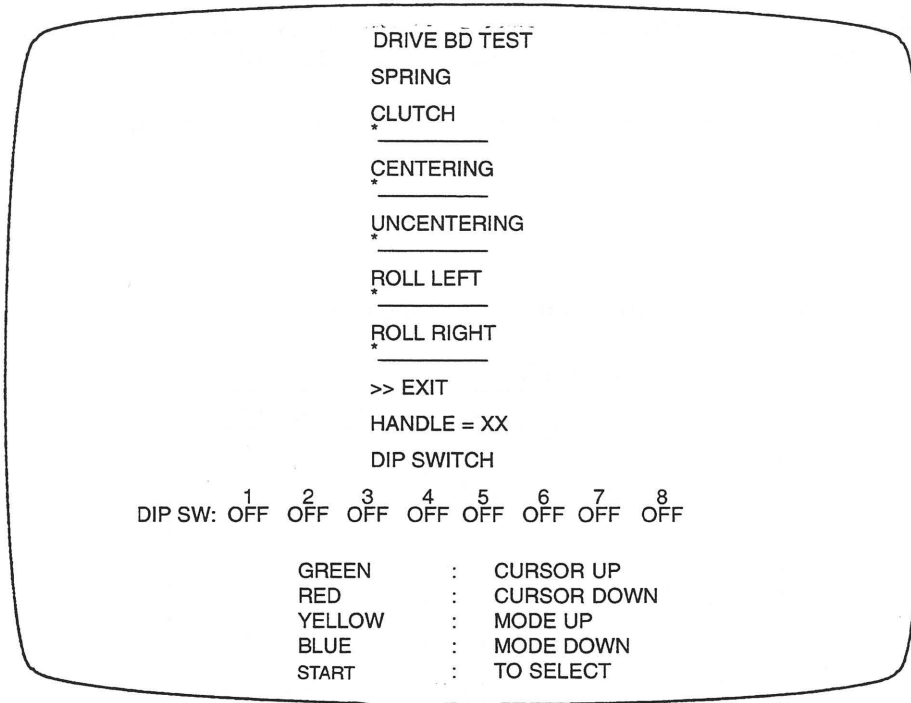 DRIVE BD TEST
SPRING
CLUTCH
*
CENTERING
*
UNCENTERING
*
ROLL LEFT
*
ROLL RIGHT
*
>> EXIT
HANDLE = XX
DIP SWITCH
1 2 3 4 5 6 7 8
DIP SW: OFF OFF OFF OFF OFF OFF OFF OFF
GREEN : CURSOR UP
RED : CURSOR DOWN
YELLOW : MODE UP
BLUE : MODE DOWN
START : TO SELECT